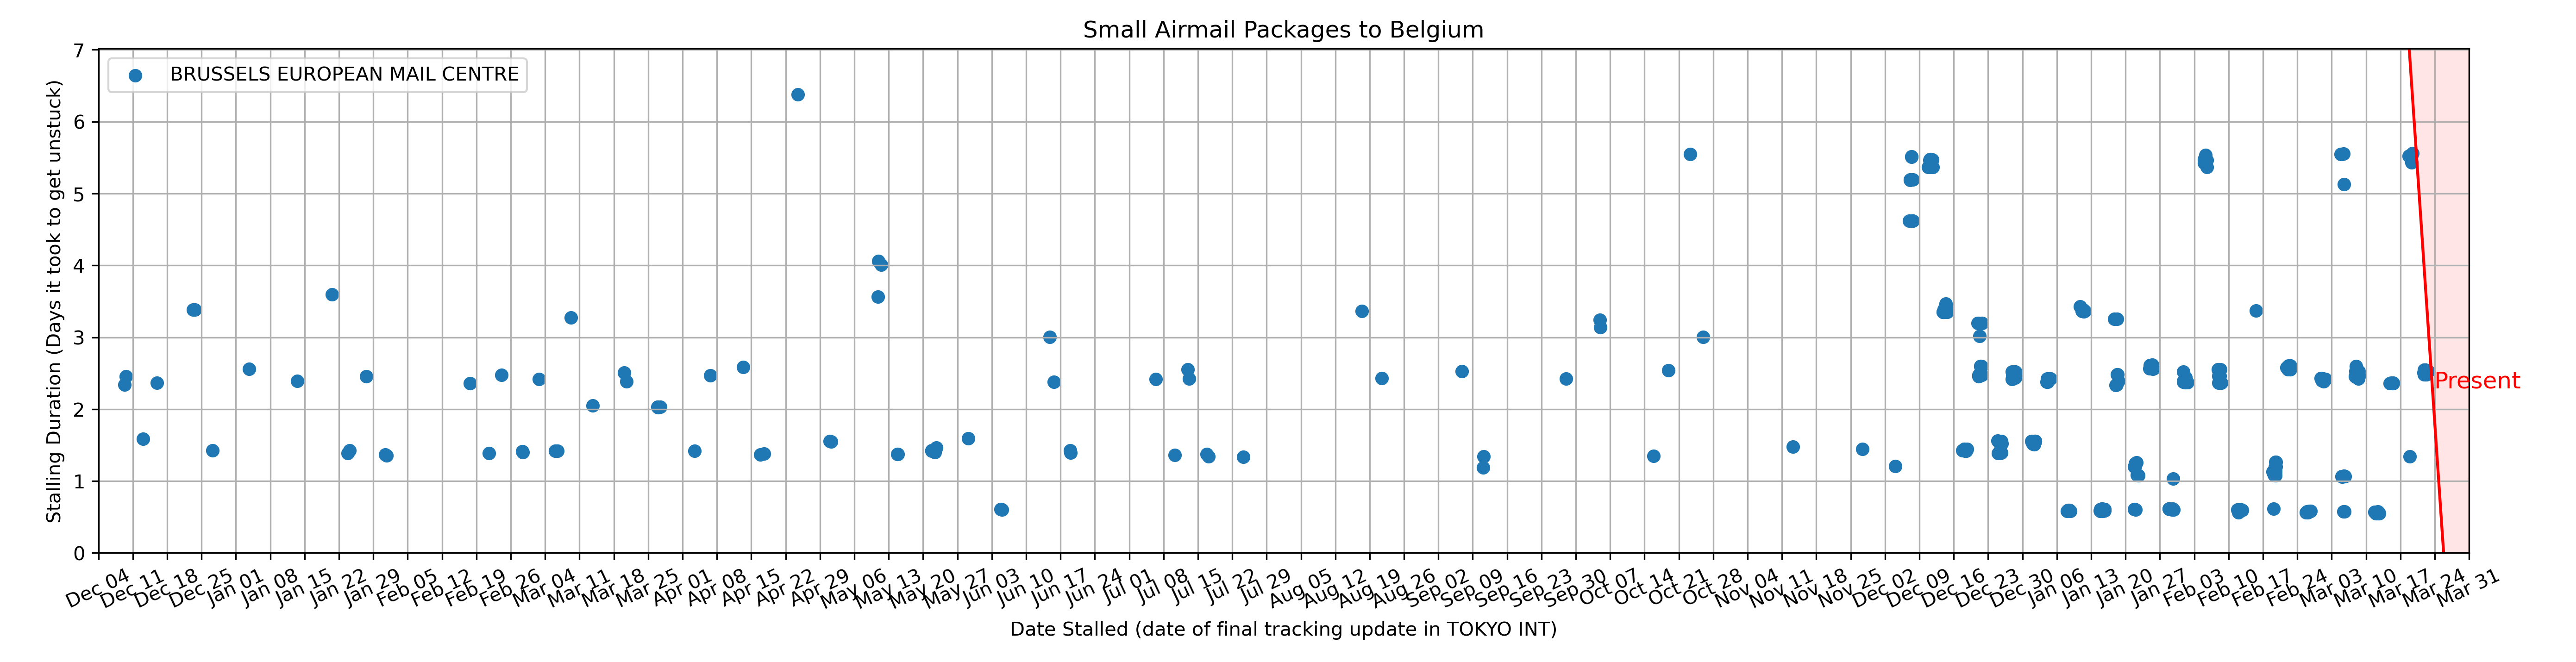 Small Airmail Packages to Belgium
BRUSSELS EUROPEAN MAIL CENTRE
Stalling Duration (Days it took to get unstuck)
7
6
5
4
3
2
1
0
Present
Dec 04
Dec 11
Dec 18
Dec 25
Jan 01
Jan 08
Jan 15
Jan 22
Jan 29
Feb 05
Feb 12
Feb 19
Feb 26
Mar 04
Mar 11
Mar 18
Mar 25
Apr 01
Apr 08
Apr 15
Apr 22
Apr 29
May 06
May 13
May 20
May 27
Jun 03
Jun 10
Jun 17
Jun 24
Jul 01
Jul 08
Jul 15
Jul 22
Jul 29
Aug 05
Aug 12
Aug 19
Aug 26
Sep 02
Sep 09
Sep 16
Sep 23
Sep 30
Oct 07
Oct 14
Oct 21
Oct 28
Nov 04
Nov 11
Nov 18
Nov 25
Dec 02
Dec 09
Dec 16
Dec 23
Dec 30
Jan 06
Jan 13
Jan 20
Jan 27
Feb 03
Feb 10
Feb 17
Feb 24
Mar 03
Mar 10
Mar 17
Mar 24
Mar 31
Date Stalled (date of final tracking update in TOKYO INT)